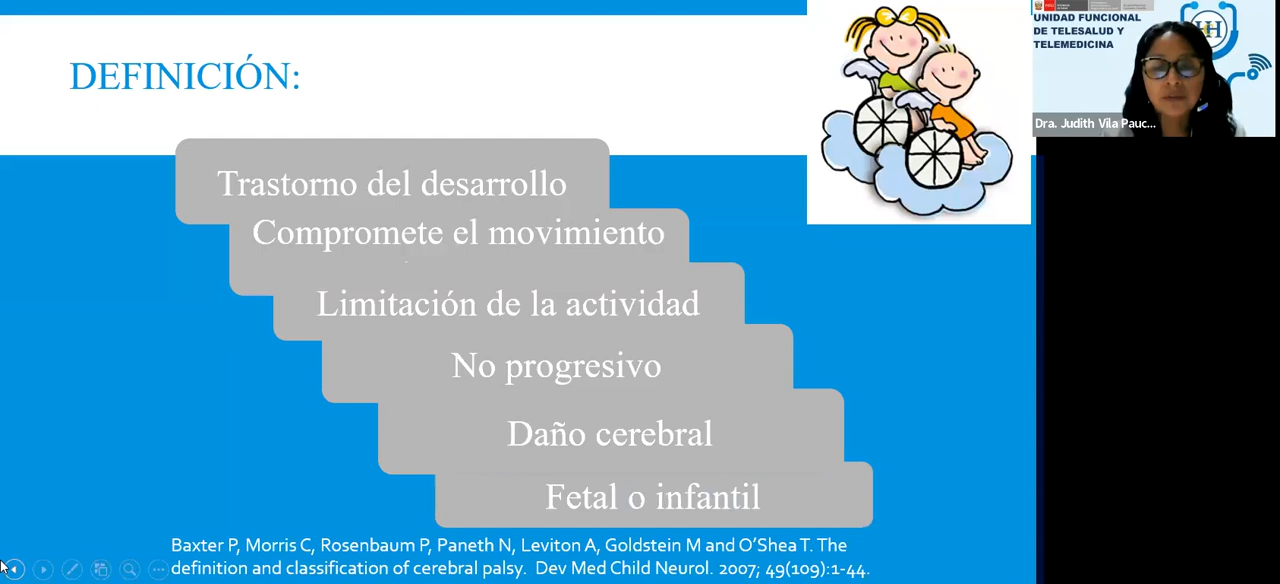 DEFINICIÓN:
UNIDAD FUNCIONAL
DE TELESALUD Y
TELEMEDICINA
Dra. Judith Vila Pauc...
Trastorno del desarrollo
Compromete el movimiento
Limitación de la actividad
No progresivo
Daño cerebral
Fetal o infantil
Baxter P, Morris C, Rosenbaum P, Paneth N, Leviton A, Goldstein M and O'Shea T. The
definition and classification of cerebral palsy. Dev Med Child Neurol. 2007; 49(109):1-44.